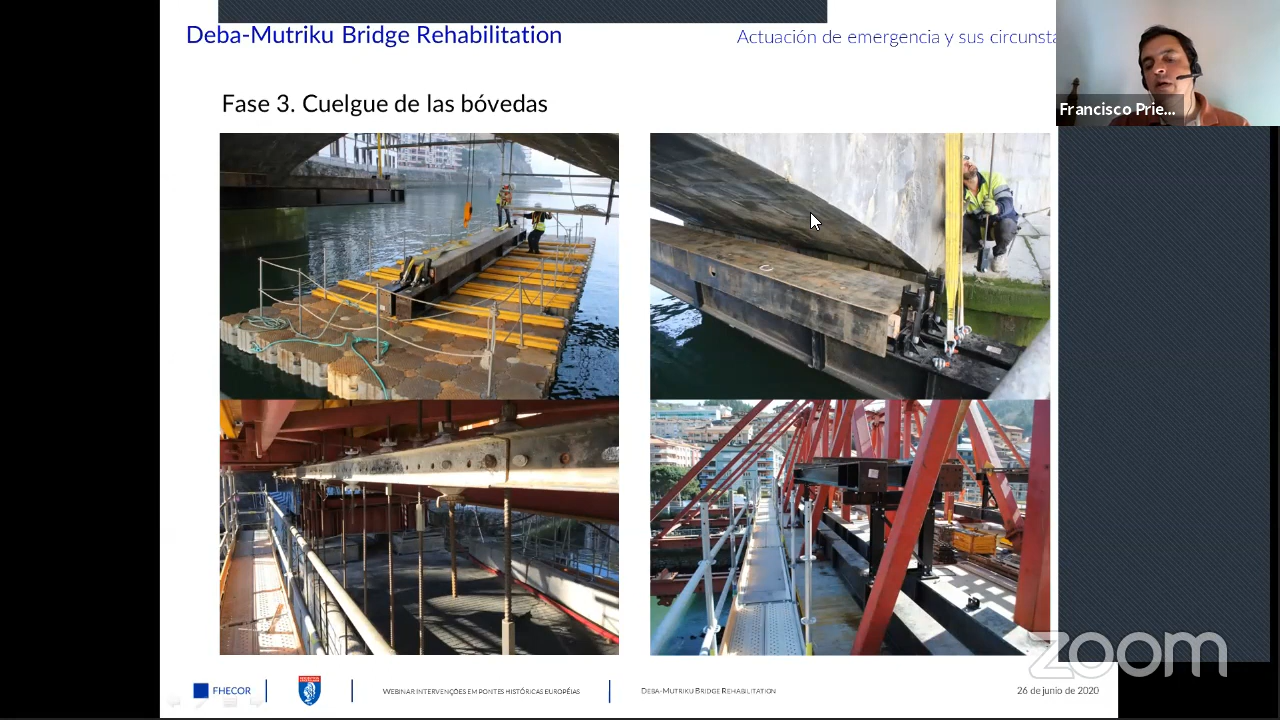 Deba-Mutriku Bridge Rehabilitation
Actuación de emergencia y sus
Francisco Prie...
Fase 3. Cuelgue de las bóvedas
zoom
FHECOR
WEBINAR INTERVENÇÕES EM PONTES HISTÓRICAS EUROPÉIAS
DEBA-MUTRIKU BRIDGE REHABILITATION
26 de junio de 2020